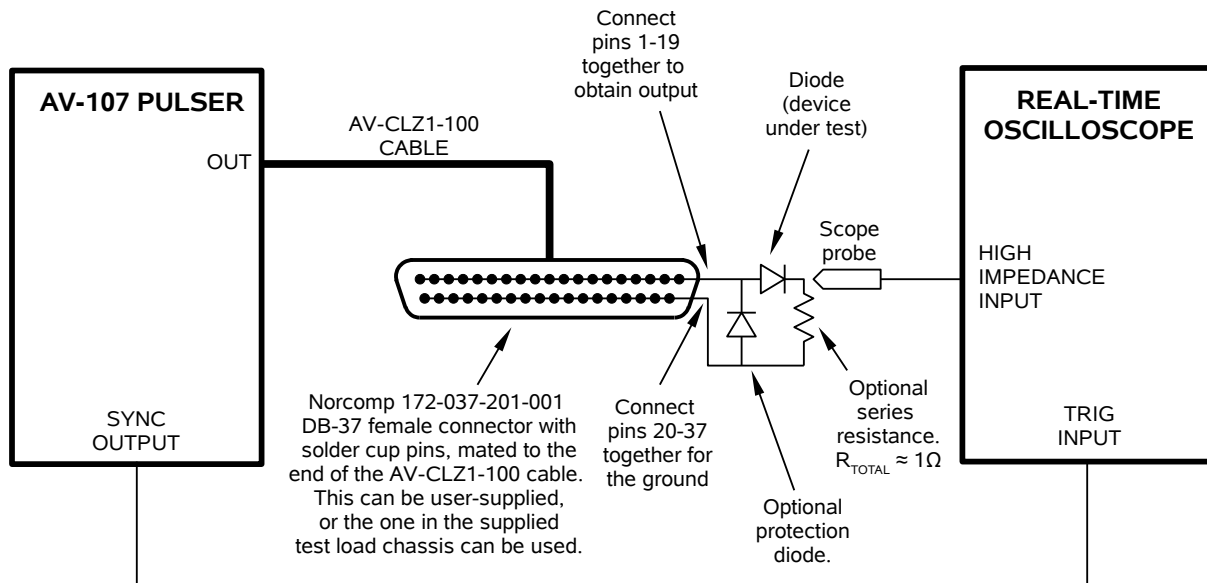 Connect
pins 1-19
together to
obtain output
Diode
(device
under test)
AV-107 PULSER
REAL-TIME
OSCILLOSCOPE
AV-CLZ1-100
CABLE
OUT
Scope
probe
HIGH
IMPEDANCE
INPUT
Norcomp 172-037-201-001
DB-37 female connector with
solder cup pins, mated to the
end of the AV-CLZ1-100 cable.
This can be user-supplied,
or the one in the supplied
test load chassis can be used.
Connect
pins 20-37
together for
the ground
Optional
series
resistance.
R_TOTAL ≈ 1Ω
Optional
protection
diode.
SYNC
OUTPUT
TRIG
INPUT